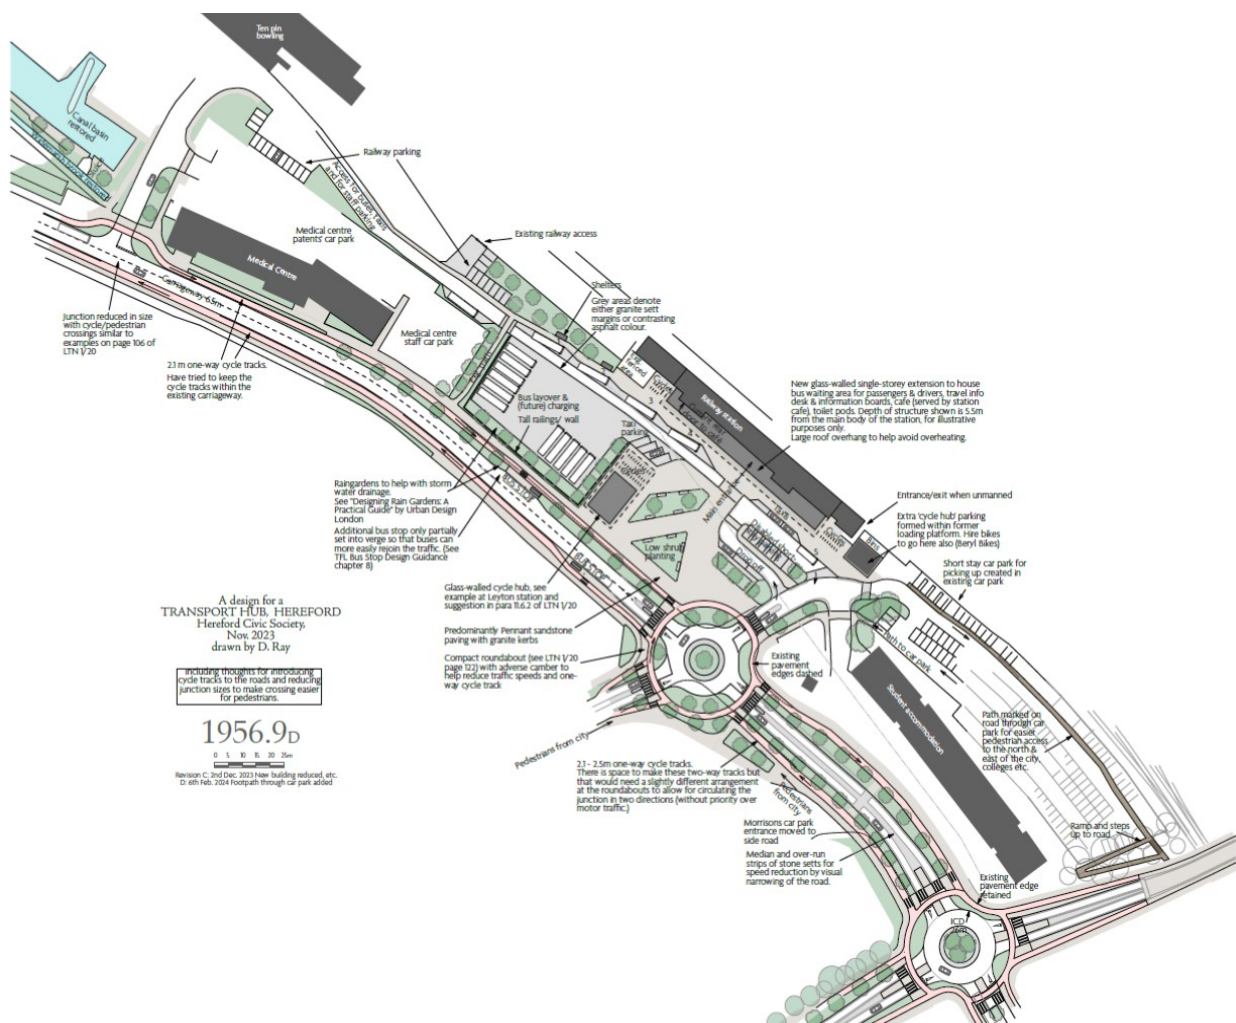 Ten pin
bowling
Canal basin
restored
Railway parking
Access for buses, taxis
and for staff parking
Medical centre
patents' car park
Existing railway access
Medical Centre
Carriageway 6.5m
Shelters
Grey areas denote
either granite sett
margins or contrasting
asphalt colour.
Junction reduced in size
with cycle/pedestrian
crossings similar to
examples on page 106 of
LTN 1/20
Medical centre
staff car park
2.1 m one-way cycle tracks.
Have tried to keep the
cycle tracks within the
existing carriageway.
Railway station
New glass-walled single-storey extension to house
bus waiting area for passengers & drivers, travel info
desk & information boards, cafe (served by station
cafe), toilet pods. Depth of structure shown is 5.5m
from the main body of the station, for illustrative
purposes only.
Large roof overhang to help avoid overheating.
3
Bus layover &
(future) charging
Tall railings/ wall
Taxi
parking
Main entrance
BUS STOP
Raingardens to help with storm
water drainage.
See "Designing Rain Gardens: A
Practical Guide" by Urban Design
London
Additional bus stop only partially
set into verge so that buses can
more easily rejoin the traffic. (See
TFL Bus Stop Design Guidance
chapter 8)
Entrance/exit when unmanned
Extra 'cycle hub' parking
formed within former
loading platform. Hire bikes
to go here also (Beryl Bikes)
Bins
5
Low shrub
planting
Drop off
BUS STOP
Short stay car park for
picking up created in
existing car park
Glass-walled cycle hub, see
example at Leyton station and
suggestion in para 11.6.2 of LTN 1/20
Predominantly Pennant sandstone
paving with granite kerbs
Compact roundabout (see LTN 1/20
page 122) with adverse camber to
help reduce traffic speeds and one-
way cycle track
Existing
pavement
edges dashed
Path to car park
Student accommodation
A design for a
TRANSPORT HUB, HEREFORD
Hereford Civic Society,
Nov. 2023
drawn by D. Ray
Including thoughts for introducing
cycle tracks to the roads and reducing
junction sizes to make crossing easier
for pedestrians.
1956.9D
0 5 10 15 20 25m
Revision C: 2nd Dec. 2023 New building reduced, etc.
D: 6th Feb. 2024 Footpath through car park added
Pedestrians from city
Path marked on
road through car
park for easier
pedestrian access
to the north &
east of the city,
colleges etc.
2.1 - 2.5m one-way cycle tracks.
There is space to make these two-way tracks but
that would need a slightly different arrangement
at the roundabouts to allow for circulating the
junction in two directions (without priority over
motor traffic.)
Pedestrians
from city
Morrisons car park
entrance moved to
side road
Median and over-run
strips of stone setts for
speed reduction by visual
narrowing of the road.
Ramp and steps
up to road
Existing
pavement edge
retained
ICD